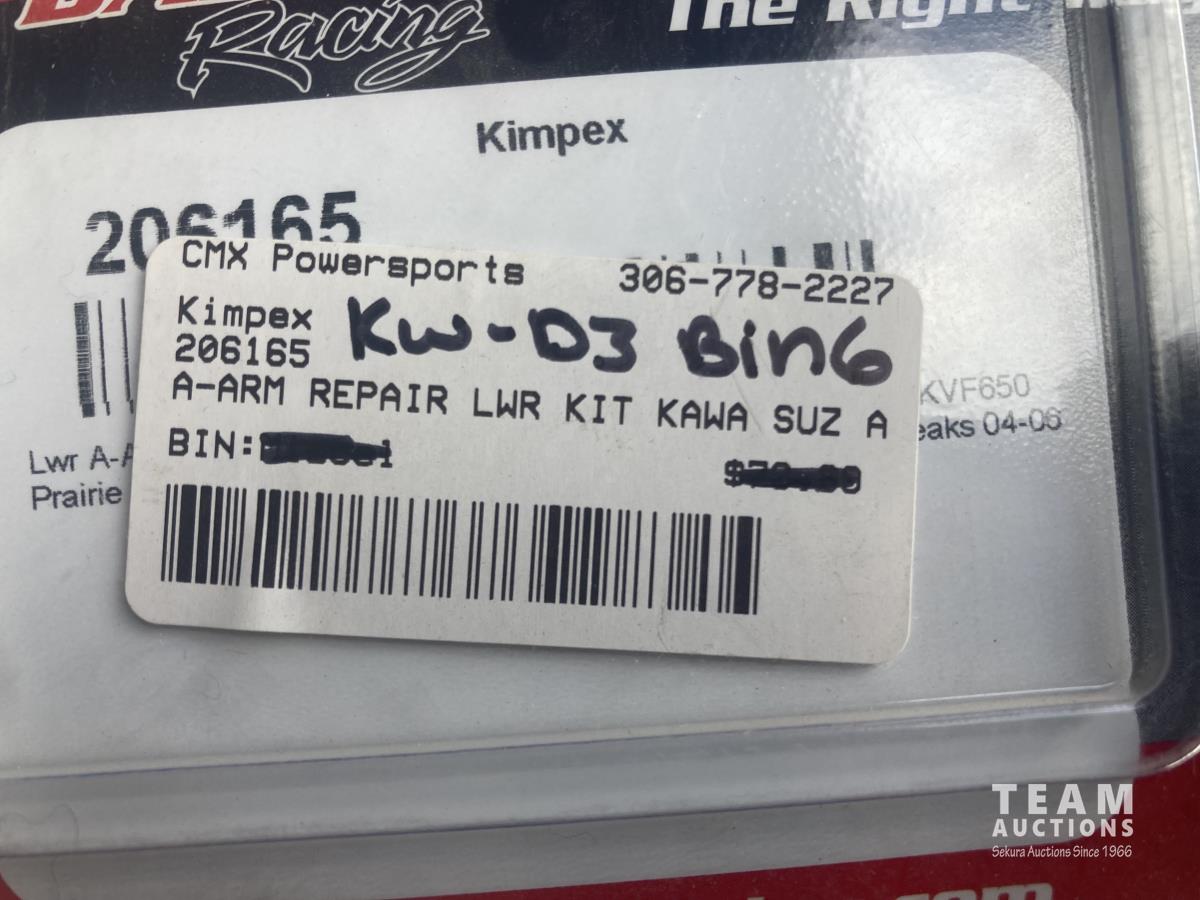 Racing
The Right
Kimpex
206165
CMX Powersports 306-778-2227
Kimpex
206165
KW-D3 Bin6
A-ARM REPAIR LWR KIT KAWA SUZ A
BIN:
KVF650
04-06
Lwr
Prairie
TEAM
AUCTIONS
Sekura Auctions Since 1966
.com